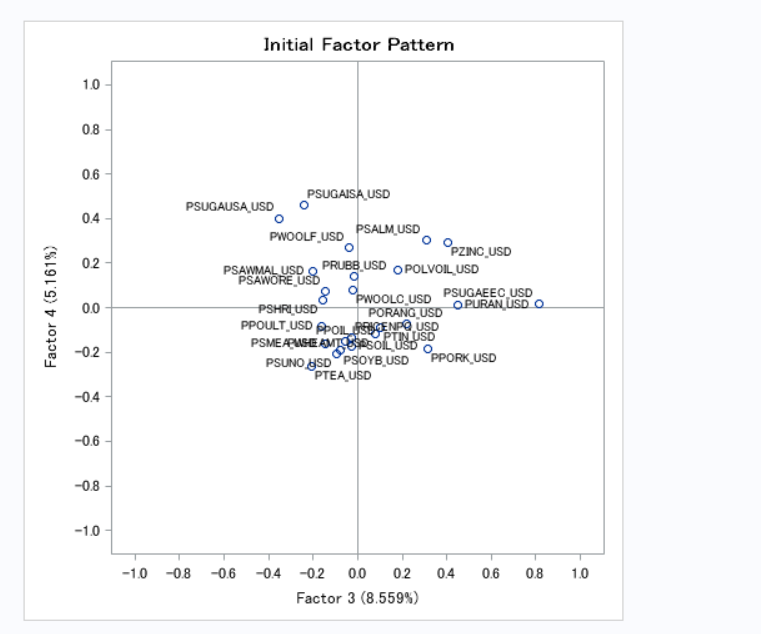 Initial Factor Pattern
1.0
0.8
0.6
0.4
0.2
0.0
−0.2
−0.4
−0.6
−0.8
−1.0
Factor 4 (5.161%)
PSUGAISA_USD
PSUGAUSA_USD
PSALM_USD
PWOOLF_USD
PZINC_USD
PRUBB_USD
PSAWMAL_USD
POLVOIL_USD
PSAWORE_USD
PSUGAEEC_USD
PWOOLC_USD
PURAN_USD
PSHRI_USD
PORANG_USD
PPOULT_USD
PPOIL_USD
PRICENPQ_USD
PTIN_USD
PSOIL_USD
PPORK_USD
PSOYB_USD
PSUNO_USD
PTEA_USD
−1.0 −0.8 −0.6 −0.4 −0.2 0.0 0.2 0.4 0.6 0.8 1.0
Factor 3 (8.559%)